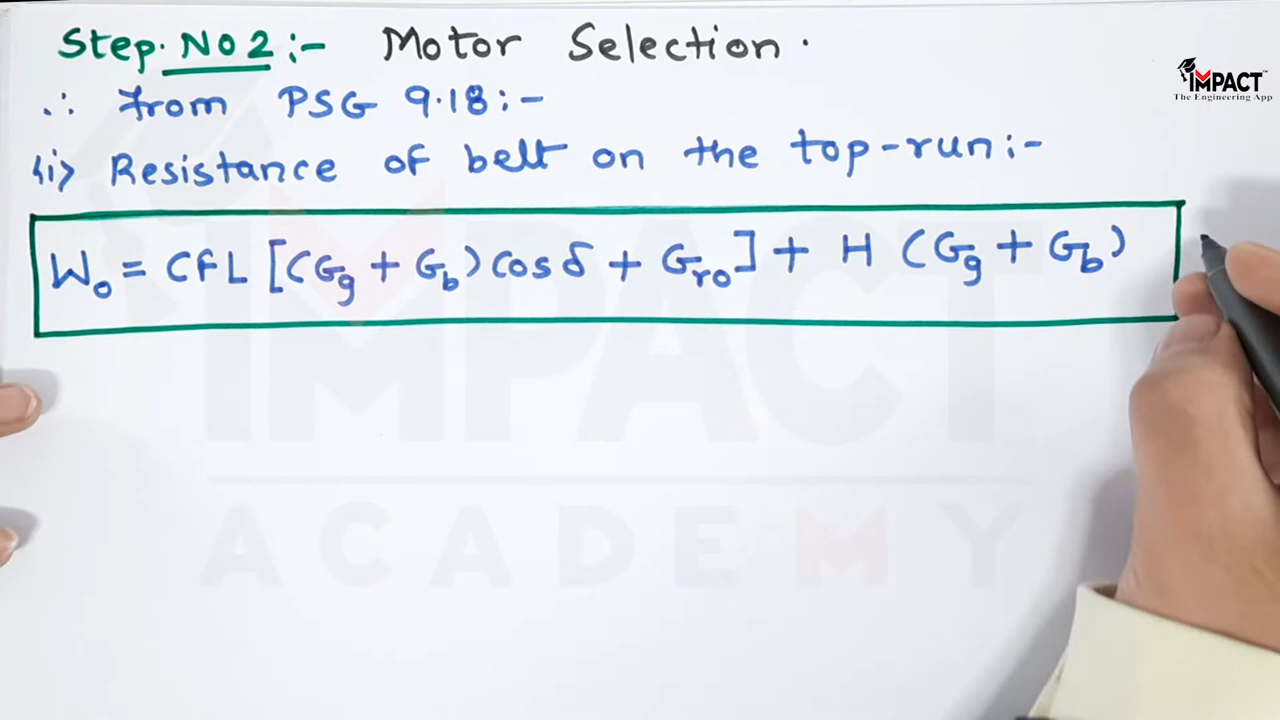 Step. No 2 :- Motor Selection.
IMPACT™
The Engineering App
∴ from PSG 9.18:-
(i) Resistance of belt on the top-run:-
W₀ = CfL [(Gg + Gb) cos δ + Gro] + H (Gg + Gb)
IMPACT
ACADEMY